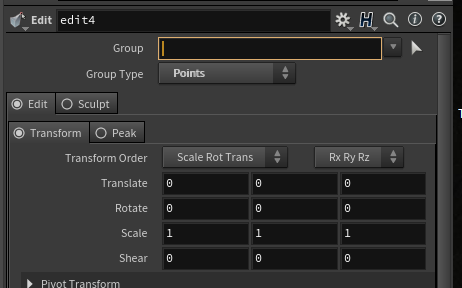 Edit edit4
Group
Group Type Points
Edit Sculpt
Transform Peak
Transform Order Scale Rot Trans Rx Ry Rz
Translate 0 0 0
Rotate 0 0 0
Scale 1 1 1
Shear 0 0 0
Pivot Transform